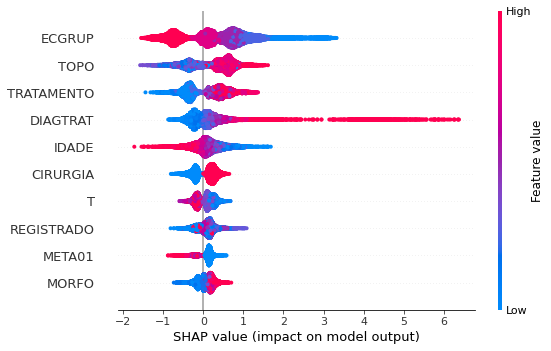 High
ECGRUP
TOPO
TRATAMENTO
DIAGTRAT
IDADE
CIRURGIA
T
REGISTRADO
META01
MORFO
Feature value
Low
−2 −1 0 1 2 3 4 5 6
SHAP value (impact on model output)